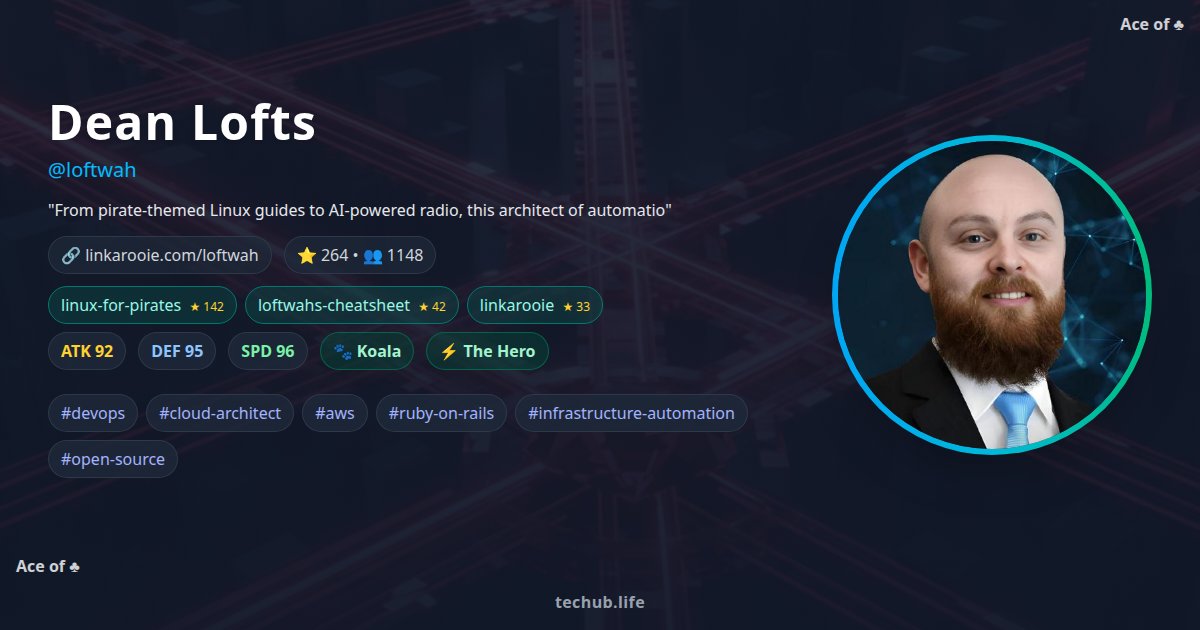 Ace of ♣
Dean Lofts
@loftwah
"From pirate-themed Linux guides to AI-powered radio, this architect of automatio"
🔗 linkarooie.com/loftwah ⭐ 264 • 👥 1148
linux-for-pirates ★ 142 loftwahs-cheatsheet ★ 42 linkarooie ★ 33
ATK 92 DEF 95 SPD 96 🐾 Koala ⚡ The Hero
#devops #cloud-architect #aws #ruby-on-rails #infrastructure-automation
#open-source
Ace of ♣
techub.life